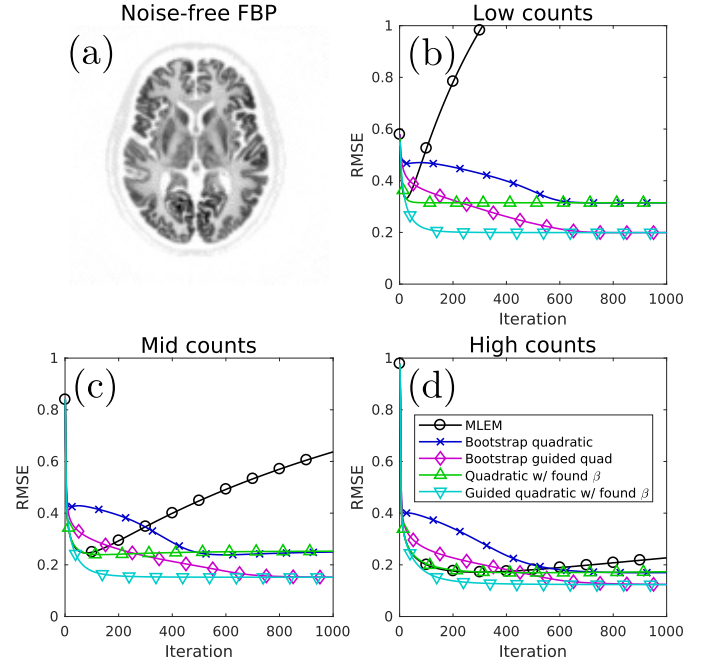 Noise-free FBP
(a)
Low counts
(b)
1
0.8
0.6
0.4
0.2
0
RMSE
0 200 400 600 800 1000
Iteration
Mid counts
(c)
1
0.8
0.6
0.4
0.2
0
RMSE
0 200 400 600 800 1000
Iteration
High counts
(d)
1
0.8
0.6
0.4
0.2
0
RMSE
MLEM
Bootstrap quadratic
Bootstrap guided quad
Quadratic w/ found β
Guided quadratic w/ found β
0 200 400 600 800 1000
Iteration